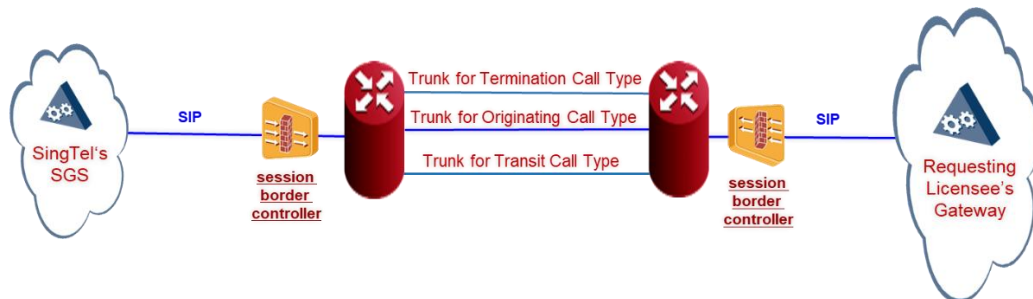 Trunk for Termination Call Type
SIP
Trunk for Originating Call Type
SIP
SingTel's
SGS
Trunk for Transit Call Type
Requesting
Licensee's
Gateway
session
border
controller
session
border
controller